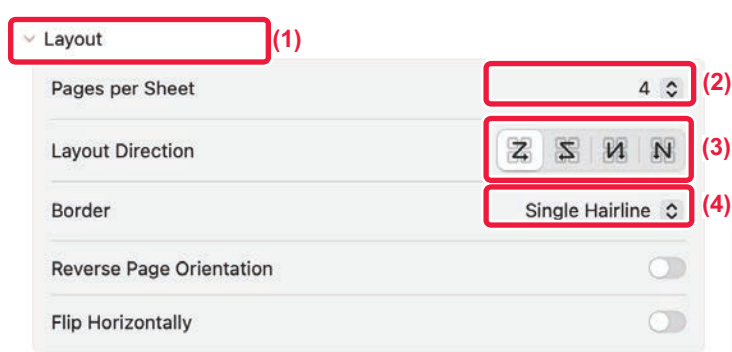 Layout (1)
Pages per Sheet 4 (2)
Layout Direction (3)
Border Single Hairline (4)
Reverse Page Orientation
Flip Horizontally